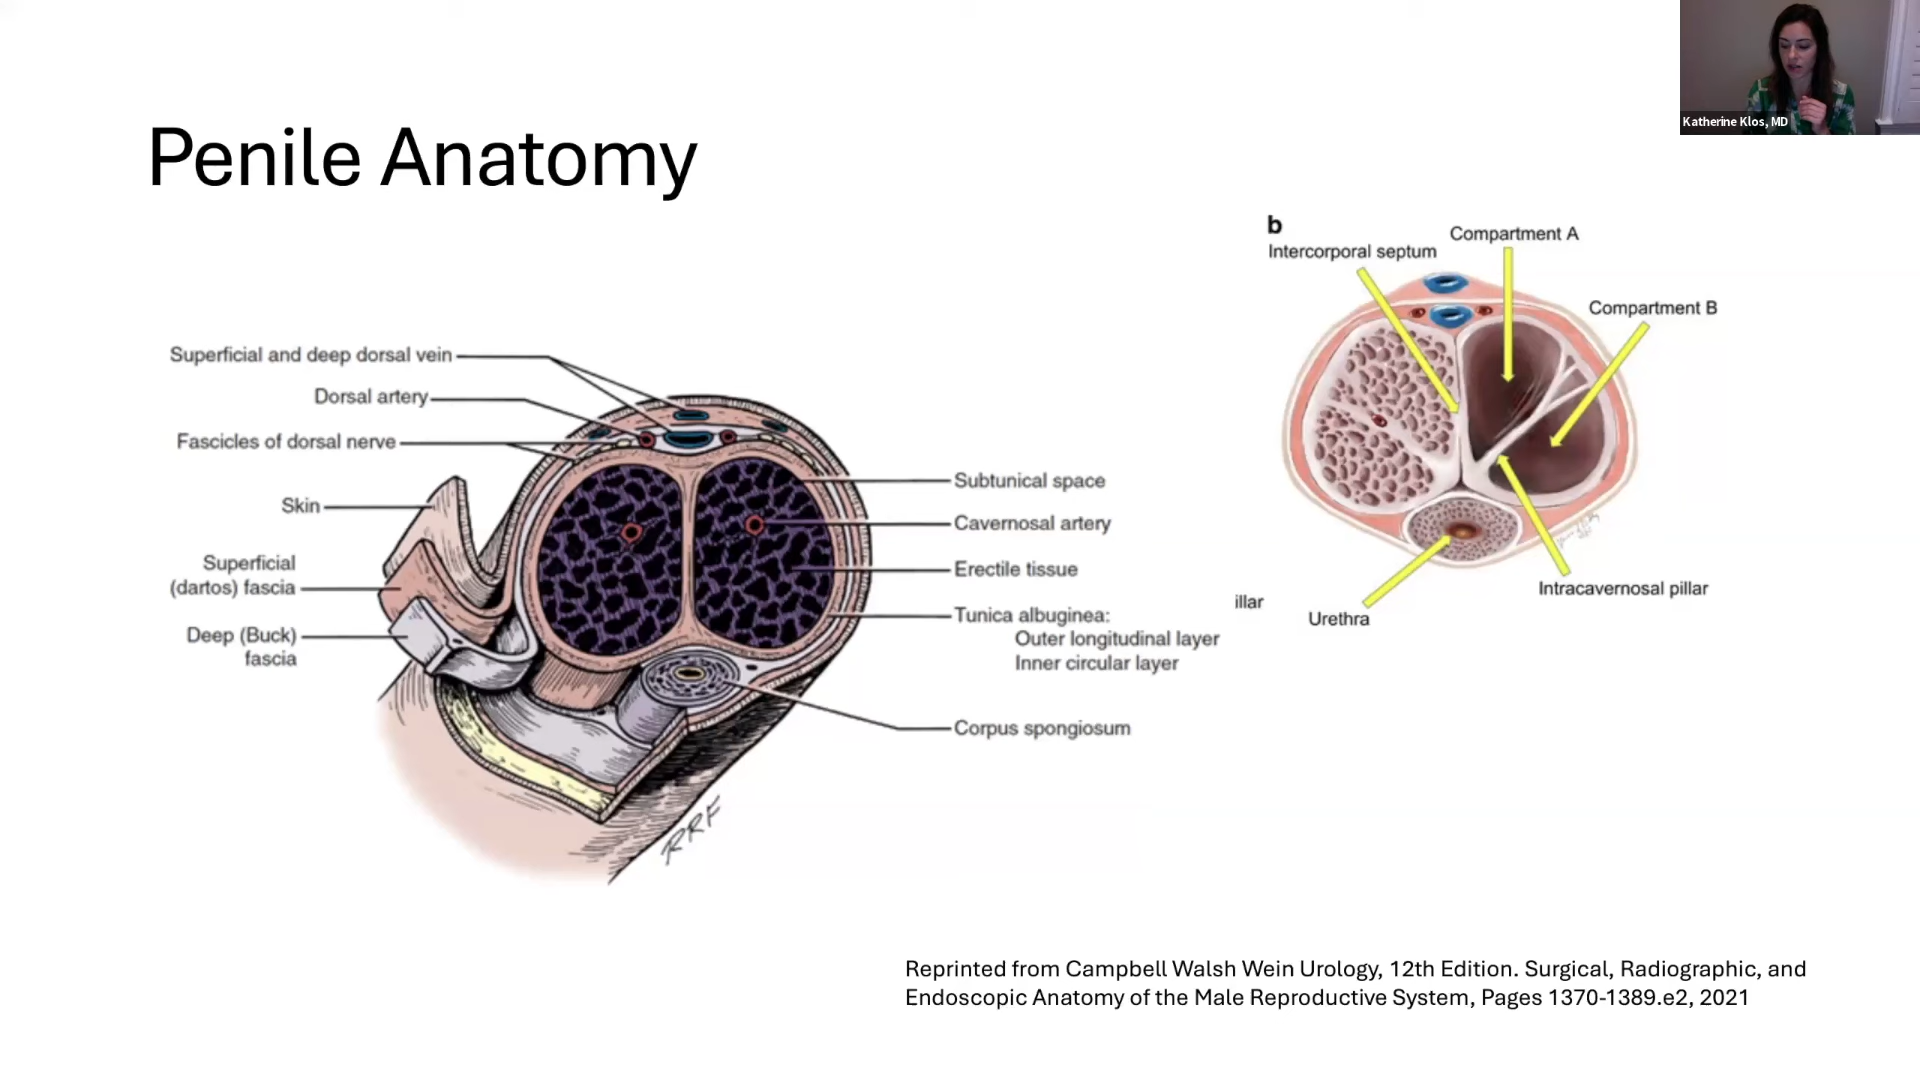 Katherine Klos, MD
Penile Anatomy
Superficial and deep dorsal vein
Dorsal artery
Fascicles of dorsal nerve
Skin
Superficial
(dartos) fascia
Deep (Buck)
fascia
Subtunical space
Cavernosal artery
Erectile tissue
Tunica albuginea:
Outer longitudinal layer
Inner circular layer
Corpus spongiosum
RRF
b
Compartment A
Intercorporal septum
Compartment B
Intracavernosal pillar
illar
Urethra
Reprinted from Campbell Walsh Wein Urology, 12th Edition. Surgical, Radiographic, and
Endoscopic Anatomy of the Male Reproductive System, Pages 1370-1389.e2, 2021